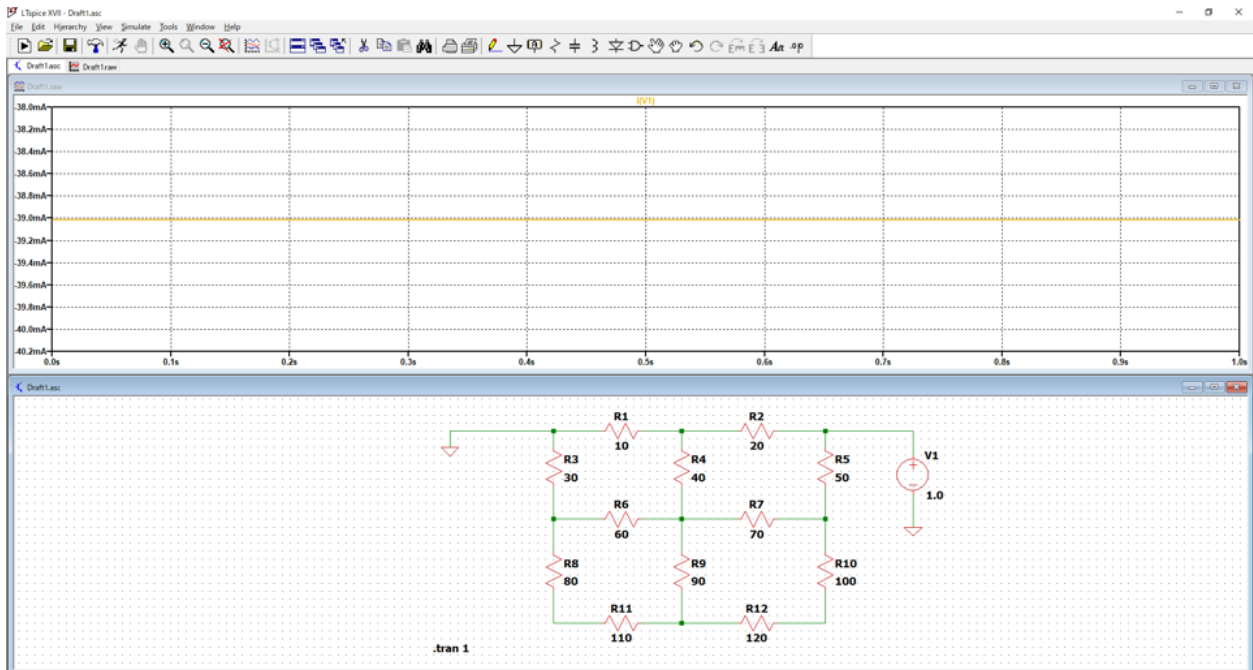 LTspice XVII - Draft1.asc
File Edit Hierarchy View Simulate Tools Window Help
Draft1.asc Draft1.raw
Draft1.raw
I(V1)
-38.0mA
-38.2mA
-38.4mA
-38.6mA
-38.8mA
-39.0mA
-39.2mA
-39.4mA
-39.6mA
-39.8mA
-40.0mA
-40.2mA
0.0s 0.1s 0.2s 0.3s 0.4s 0.5s 0.6s 0.7s 0.8s 0.9s 1.0s
Draft1.asc
R1 R2
10 20
R3 R4 R5 V1
30 40 50 1.0
R6 R7
60 70
R8 R9 R10
80 90 100
R11 R12
110 120
.tran 1